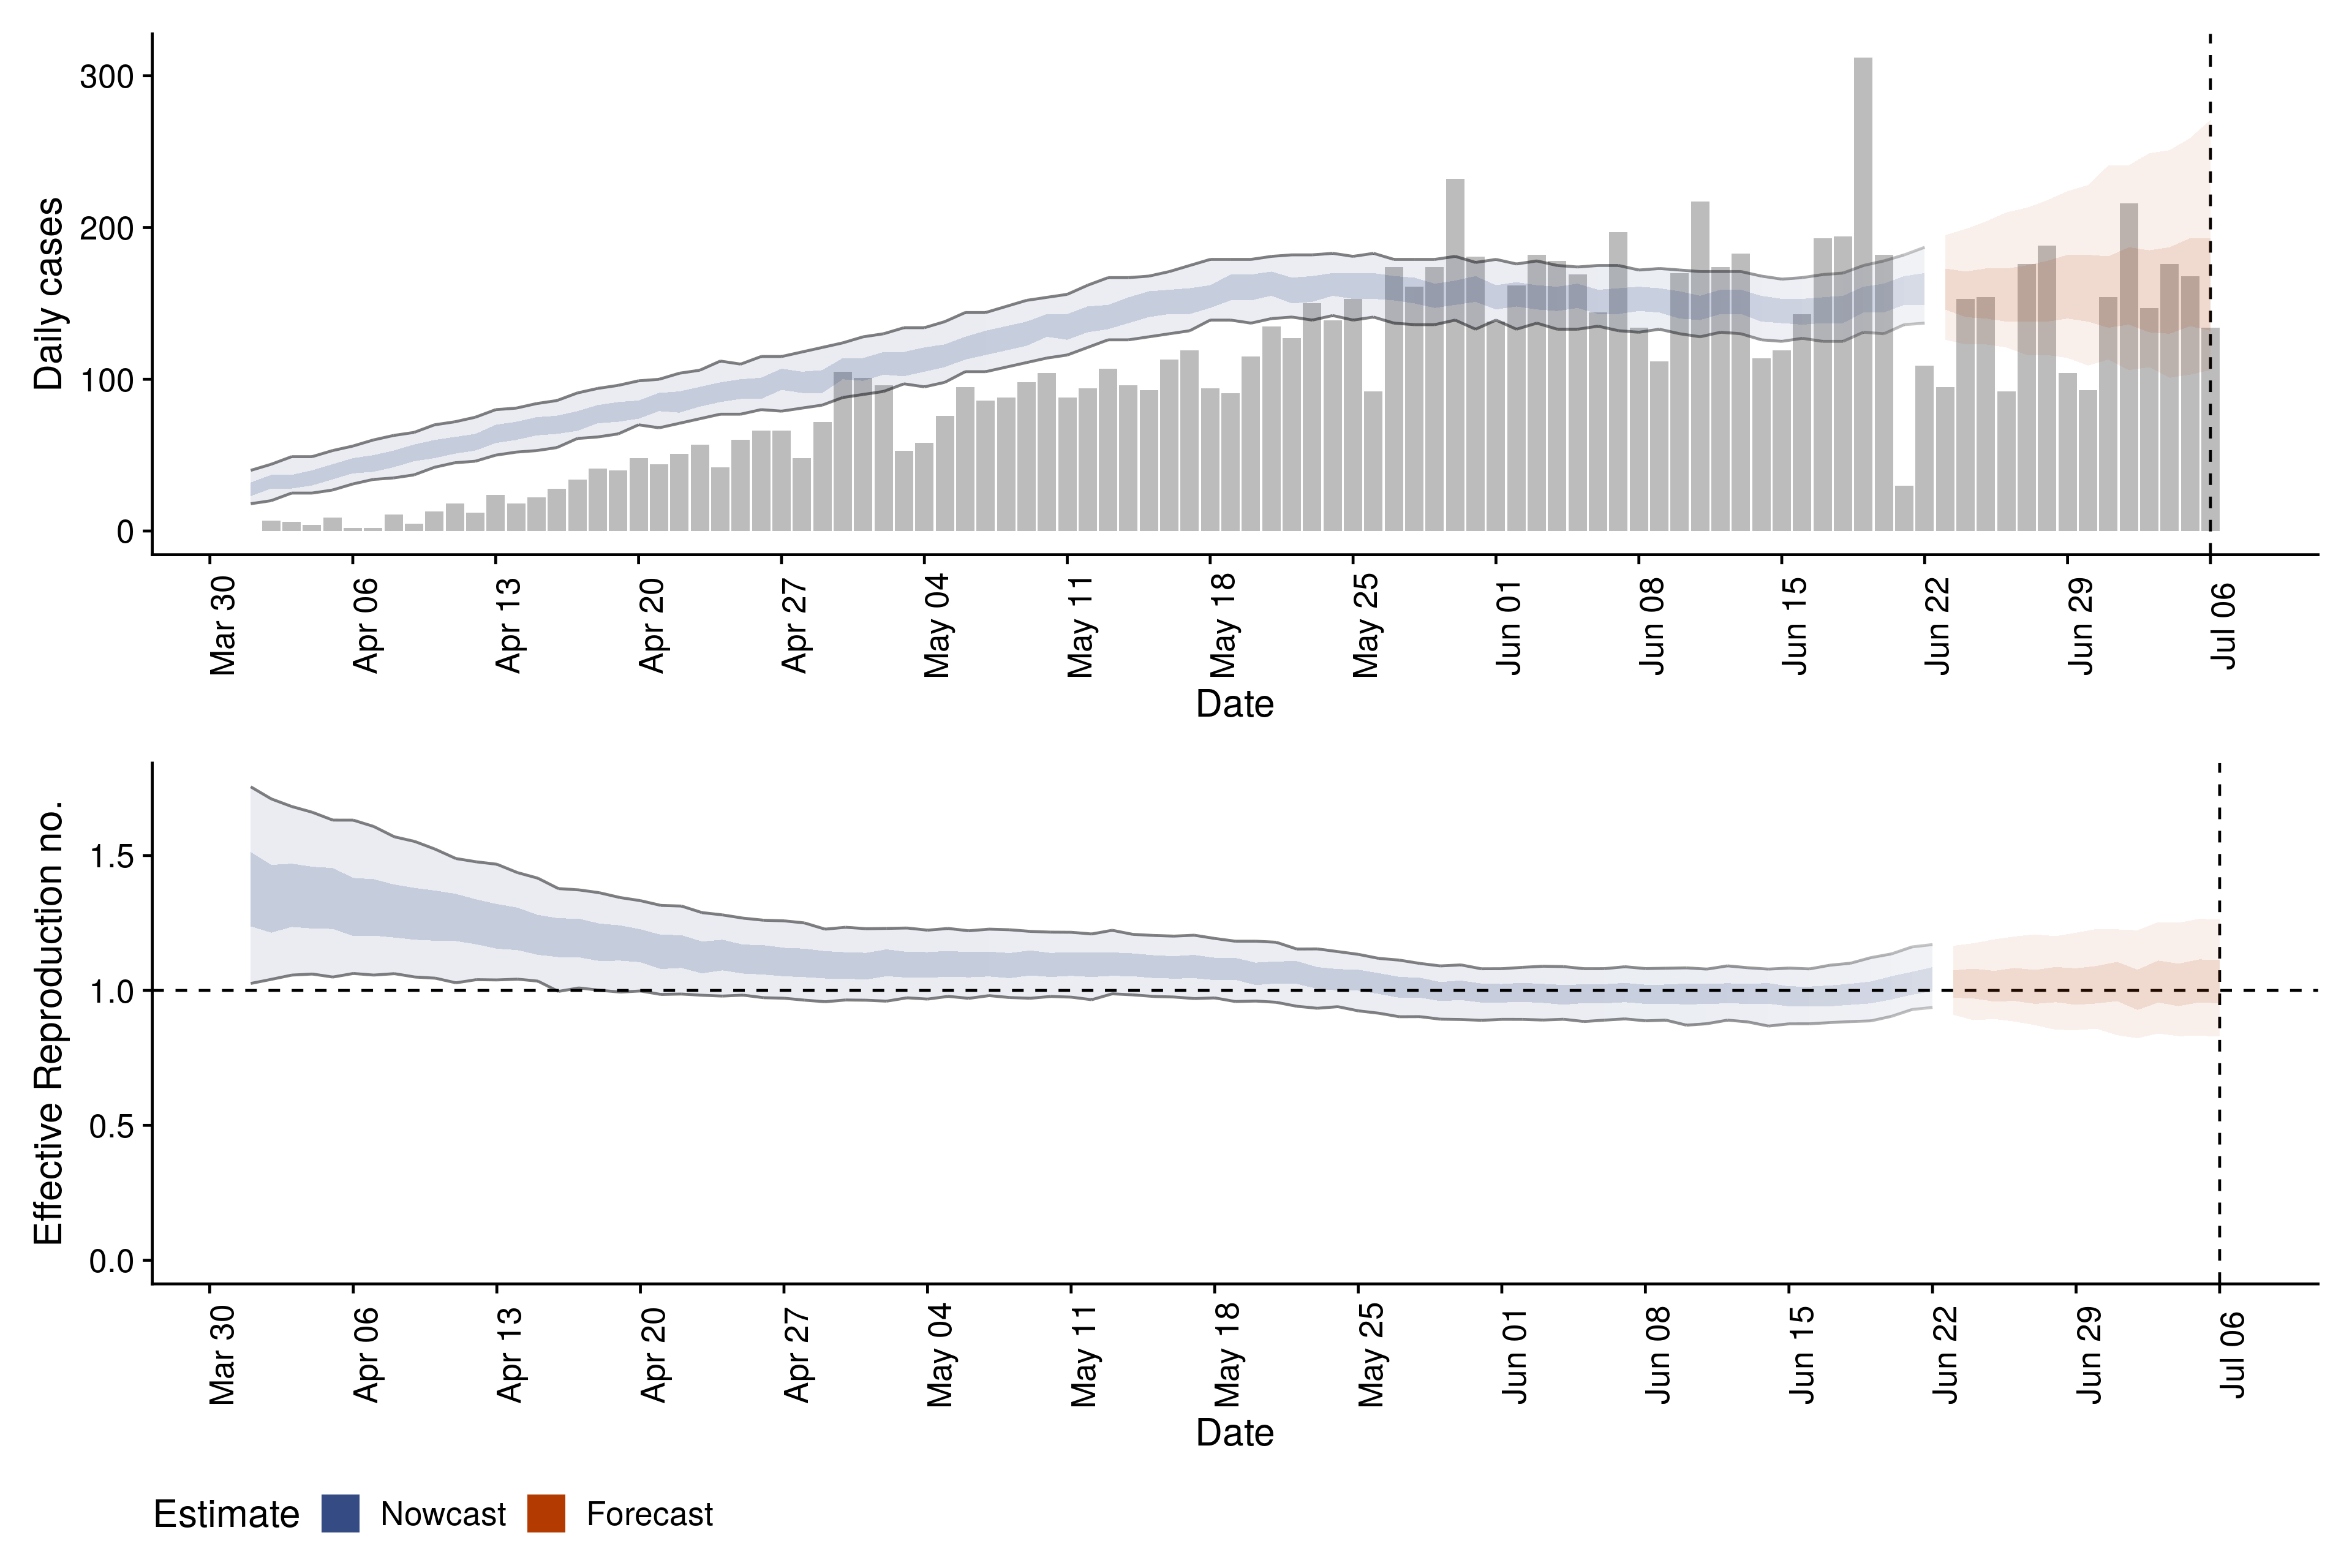 Daily cases
300
200
100
0
Mar 30
Apr 06
Apr 13
Apr 20
Apr 27
May 04
May 11
May 18
May 25
Jun 01
Jun 08
Jun 15
Jun 22
Jun 29
Jul 06
Date
Effective Reproduction no.
1.5
1.0
0.5
0.0
Mar 30
Apr 06
Apr 13
Apr 20
Apr 27
May 04
May 11
May 18
May 25
Jun 01
Jun 08
Jun 15
Jun 22
Jun 29
Jul 06
Date
Estimate Nowcast Forecast